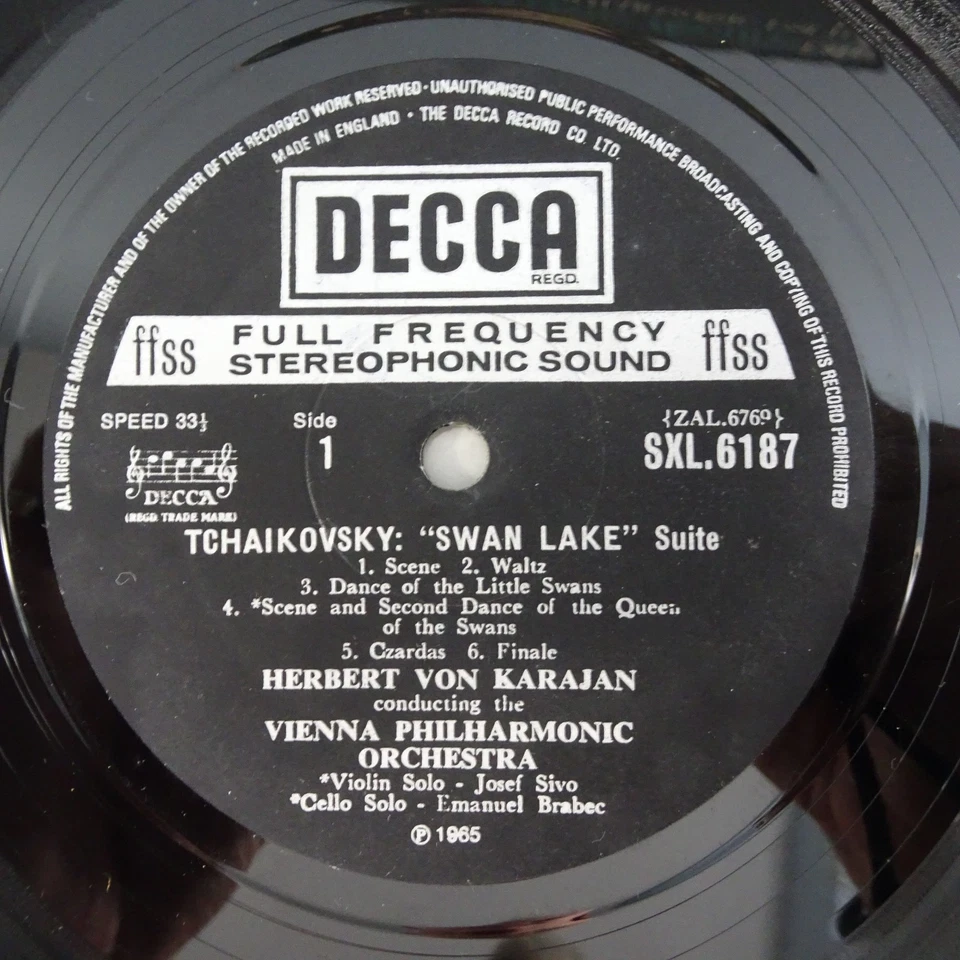 ALL RIGHTS OF THE MANUFACTURER AND OF THE OWNER OF THE RECORDED WORK RESERVED · UNAUTHORISED PUBLIC PERFORMANCE BROADCASTING AND COPYING OF THIS RECORD PROHIBITED
MADE IN ENGLAND · THE DECCA RECORD CO. LTD.
DECCA
REGD.
ffss FULL FREQUENCY STEREOPHONIC SOUND ffss
SPEED 33⅓ Side 1 {ZAL.6769}
SXL.6187
DECCA
(REGD TRADE MARK)
TCHAIKOVSKY: “SWAN LAKE” Suite
1. Scene 2. Waltz
3. Dance of the Little Swans
4. *Scene and Second Dance of the Queen
of the Swans
5. Czardas 6. Finale
HERBERT VON KARAJAN
conducting the
VIENNA PHILHARMONIC
ORCHESTRA
*Violin Solo - Josef Sivo
*Cello Solo - Emanuel Brabec
℗ 1965